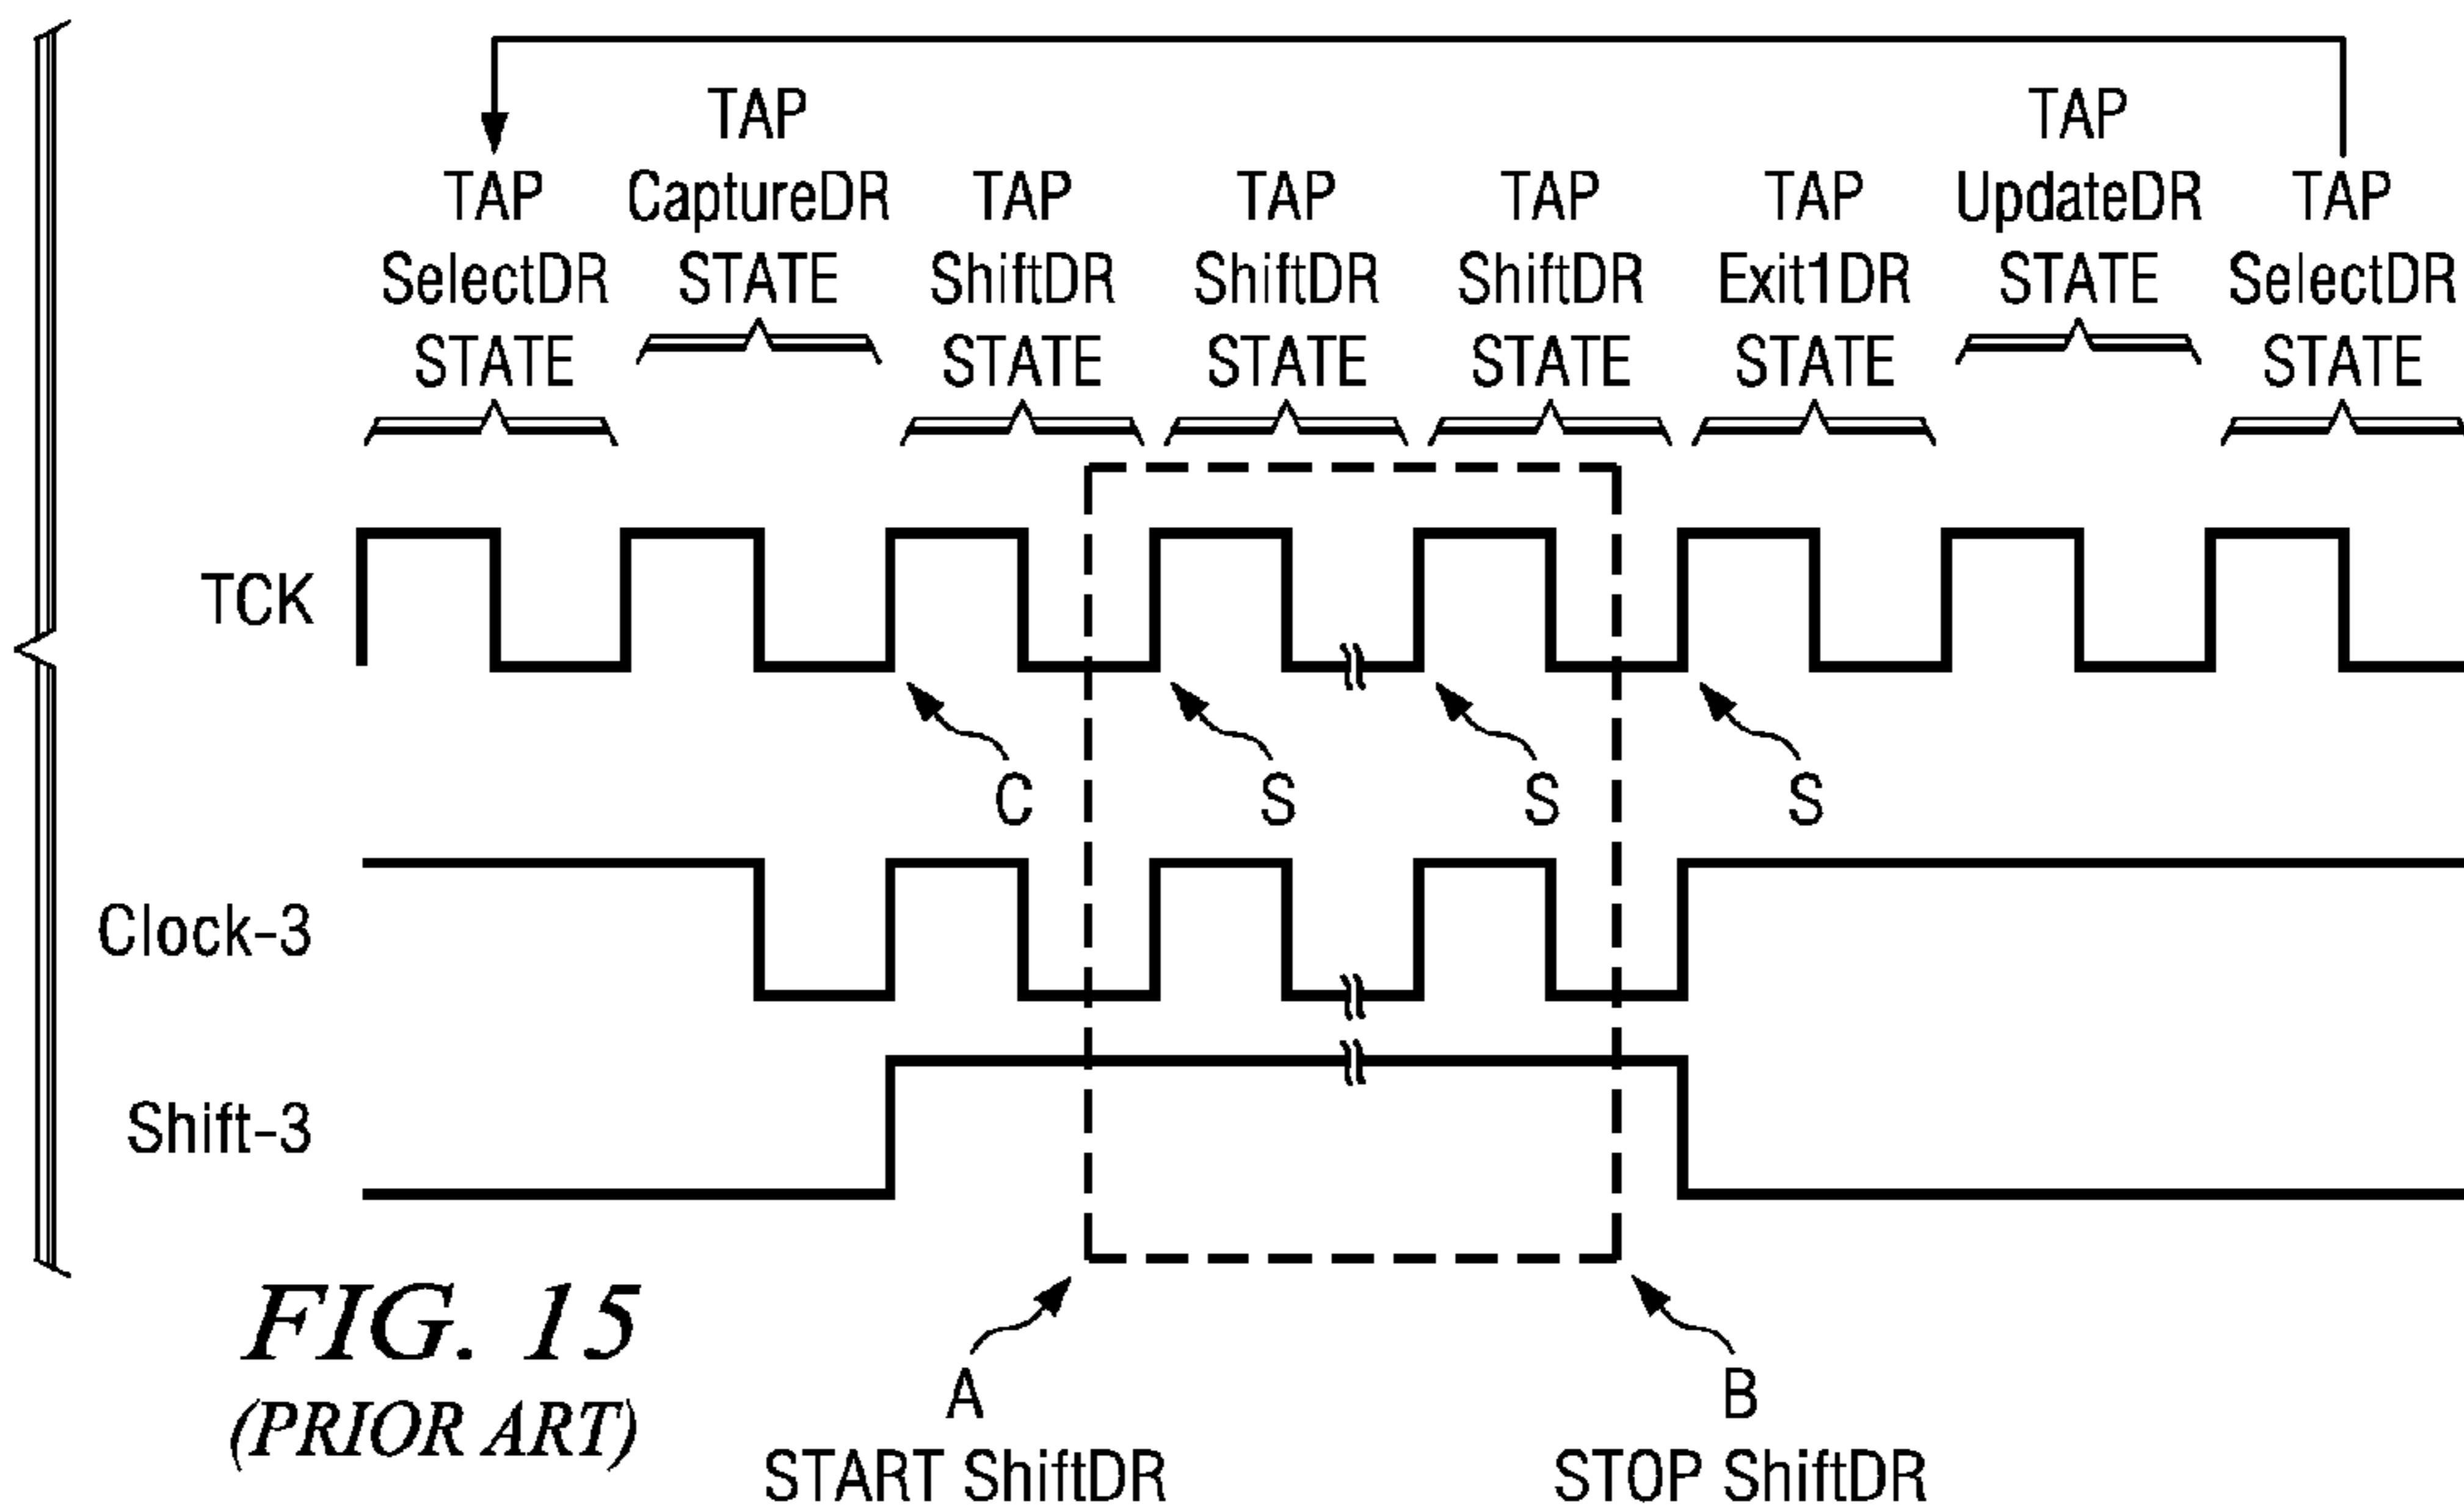 TAP
SelectDR
STATE
TAP
CaptureDR
STATE
TAP
ShiftDR
STATE
TAP
ShiftDR
STATE
TAP
ShiftDR
STATE
TAP
Exit1DR
STATE
TAP
UpdateDR
STATE
TAP
SelectDR
STATE
TCK
C
S
S
S
Clock-3
Shift-3
A
START ShiftDR
B
STOP ShiftDR
FIG. 15
(PRIOR ART)